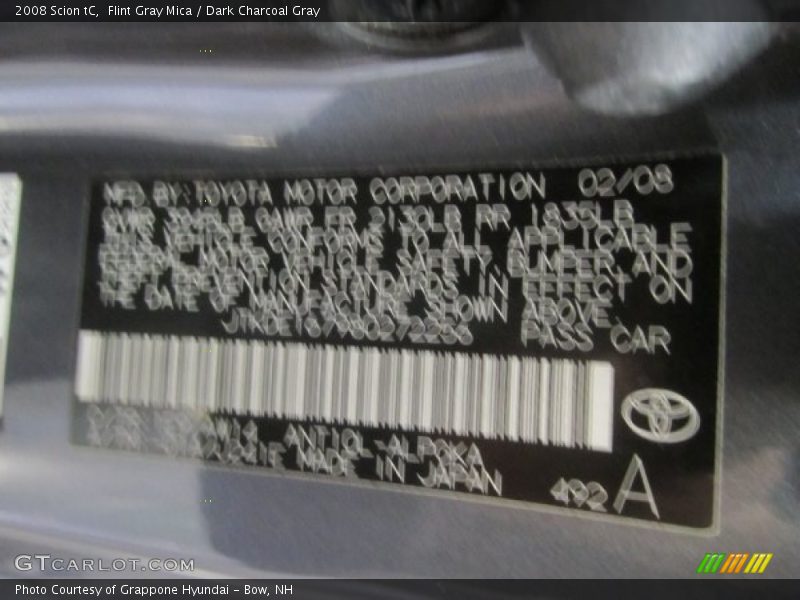 2008 Scion tC,  Flint Gray Mica / Dark Charcoal Gray
MFD BY: TOYOTA MOTOR CORPORATION 02/08
GVWR LB GAWR FR 2130LB RR 1835LB
THIS VEHICLE CONFORMS TO ALL APPLICABLE
FEDERAL MOTOR VEHICLE SAFETY, BUMPER AND
THEFT PREVENTION STANDARDS IN EFFECT ON
THE DATE OF MANUFACTURE SHOWN ABOVE.
PASS CAR
MADE IN JAPAN
492 A
GTCARLOT.COM
Photo Courtesy of Grappone Hyundai - Bow, NH